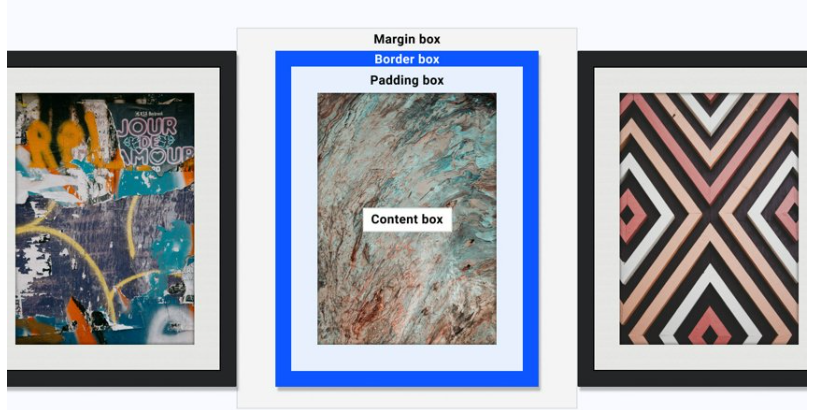 Margin box
Border box
Padding box
JOUR
DE
AMOUR
Content box